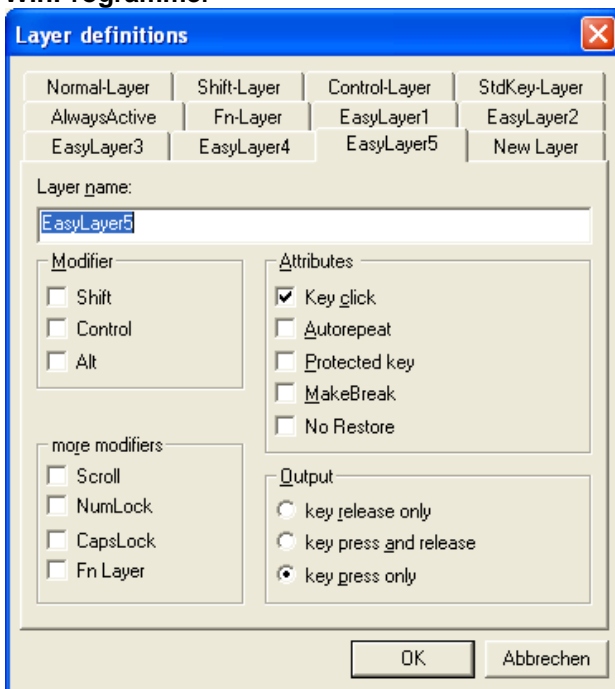 WinProgrammer
Layer definitions
Normal-Layer Shift-Layer Control-Layer StdKey-Layer
AlwaysActive Fn-Layer EasyLayer1 EasyLayer2
EasyLayer3 EasyLayer4 EasyLayer5 New Layer
Layer name:
EasyLayer5
Modifier
Shift
Control
Alt
Attributes
Key click
Autorepeat
Protected key
MakeBreak
No Restore
more modifiers
Scroll
NumLock
CapsLock
Fn Layer
Output
key release only
key press and release
key press only
OK Abbrechen